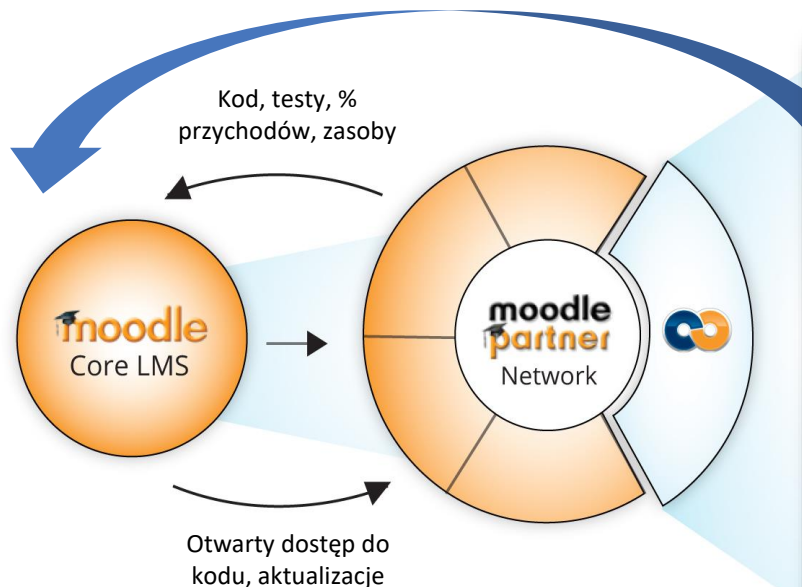 Kod, testy, %
przychodów, zasoby
moodle
Core LMS
moodle
partner
Network
Otwarty dostęp do
kodu, aktualizacje